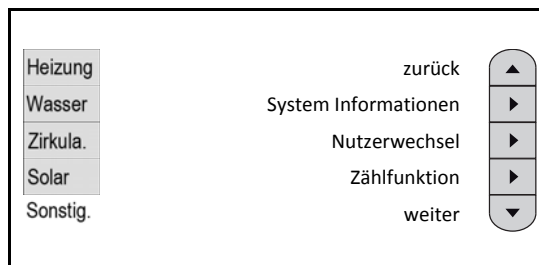 Heizung zurück
Wasser System Informationen
Zirkula. Nutzerwechsel
Solar Zählfunktion
Sonstig. weiter